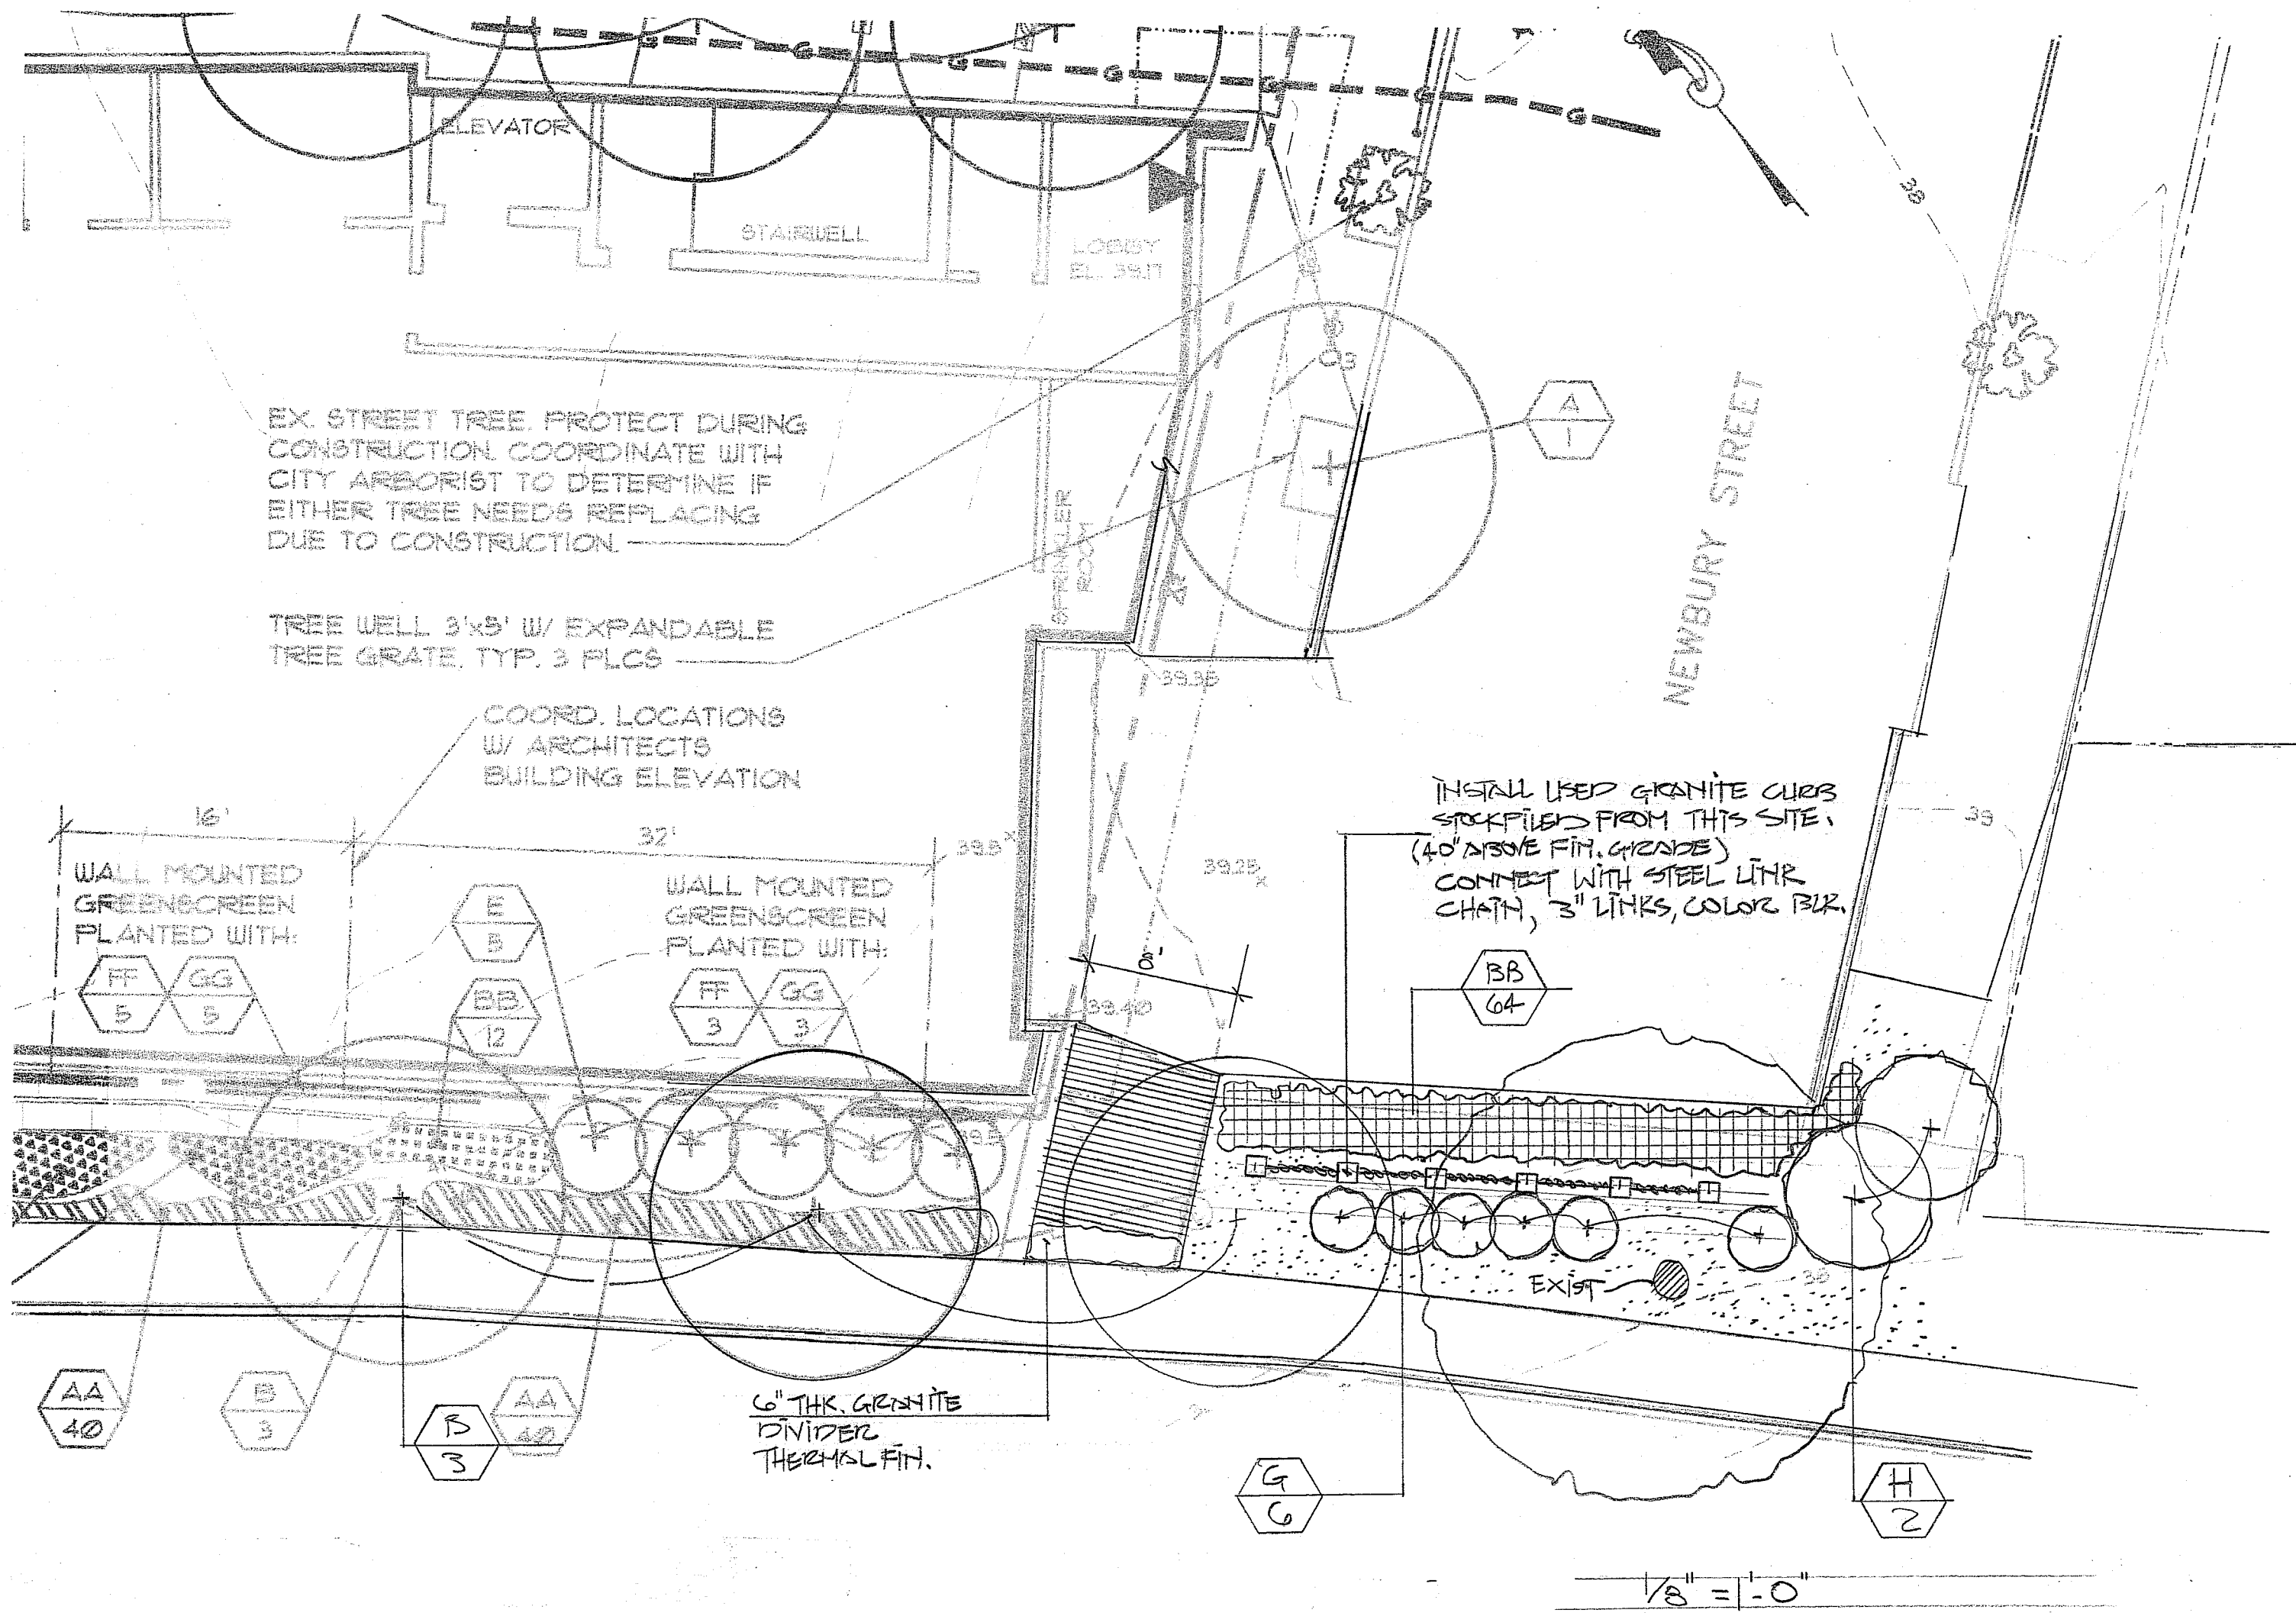 G G G G G G
ELEVATOR
STAIRWELL
LOBBY
EL. 39.17
38
EX. STREET TREE. PROTECT DURING
CONSTRUCTION. COORDINATE WITH
CITY ARBORIST TO DETERMINE IF
EITHER TREE NEEDS REPLACING
DUE TO CONSTRUCTION.
A
1
NEWBURY STREET
SPRINKLER
ROOM
TREE WELL 3'x5' W/ EXPANDABLE
TREE GRATE. TYP. 3 PLCS
39.35
COORD. LOCATIONS
W/ ARCHITECTS
BUILDING ELEVATION
16'
32'
39.5 x
39.25 x
39
INSTALL USED GRANITE CURB
STOCKPILED FROM THIS SITE.
(40" ABOVE FIN. GRADE)
CONNECT WITH STEEL LINK
CHAIN, 3" LINKS, COLOR BLK.
WALL MOUNTED
GREENSCREEN
PLANTED WITH:
FF
5
GG
5
E
5
BB
12
WALL MOUNTED
GREENSCREEN
PLANTED WITH:
FF
3
GG
3
8'
39.40
BB
64
EXIST
38
AA
40
B
3
B
3
AA
40
6" THK. GRANITE
DIVIDER
THERMAL FIN.
G
6
H
2
1/8" = 1'-0"